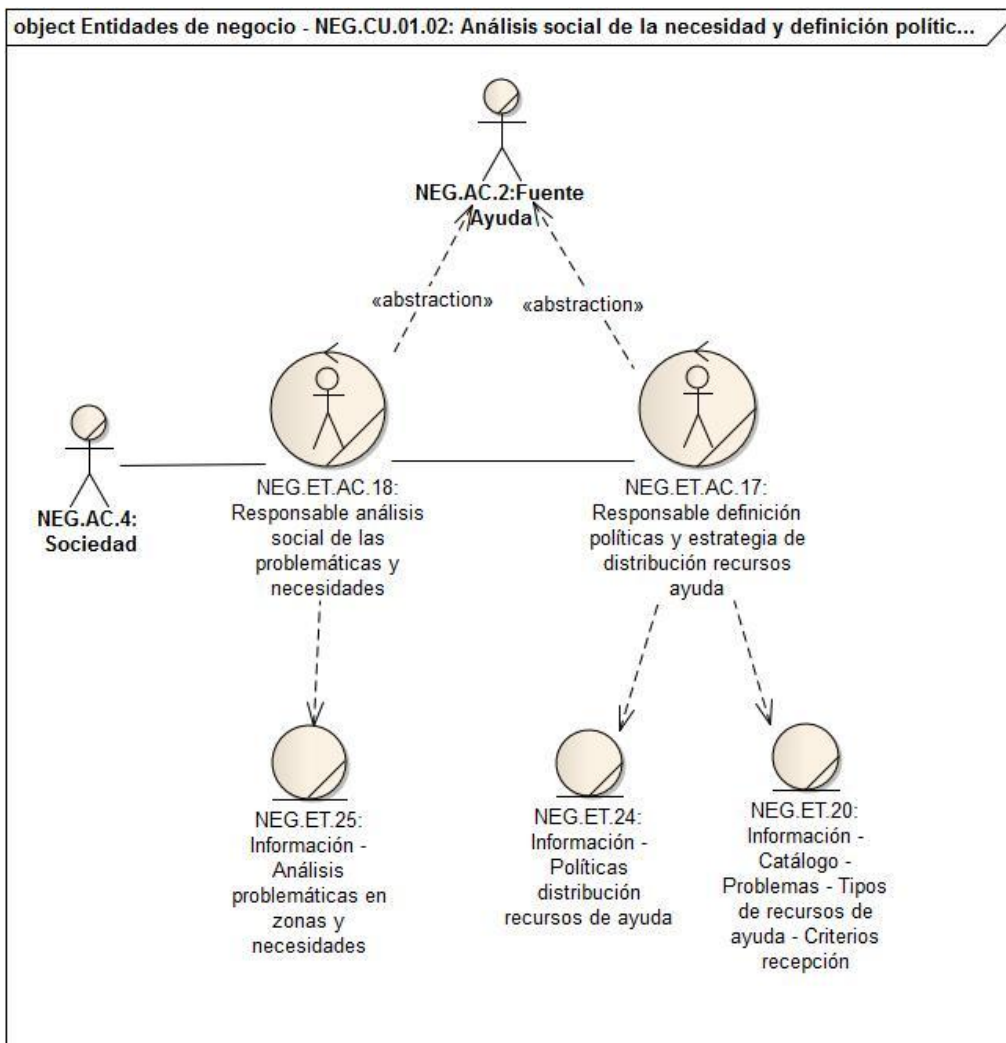 object Entidades de negocio - NEG.CU.01.02: Análisis social de la necesidad y definición polític...
NEG.AC.2:Fuente
Ayuda
«abstraction»
«abstraction»
NEG.AC.4:
Sociedad
NEG.ET.AC.18:
Responsable análisis
social de las
problemáticas y
necesidades
NEG.ET.AC.17:
Responsable definición
políticas y estrategia de
distribución recursos
ayuda
NEG.ET.25:
Información -
Análisis
problemáticas en
zonas y
necesidades
NEG.ET.24:
Información -
Políticas
distribución
recursos de ayuda
NEG.ET.20:
Información -
Catálogo -
Problemas - Tipos
de recursos de
ayuda - Criterios
recepción